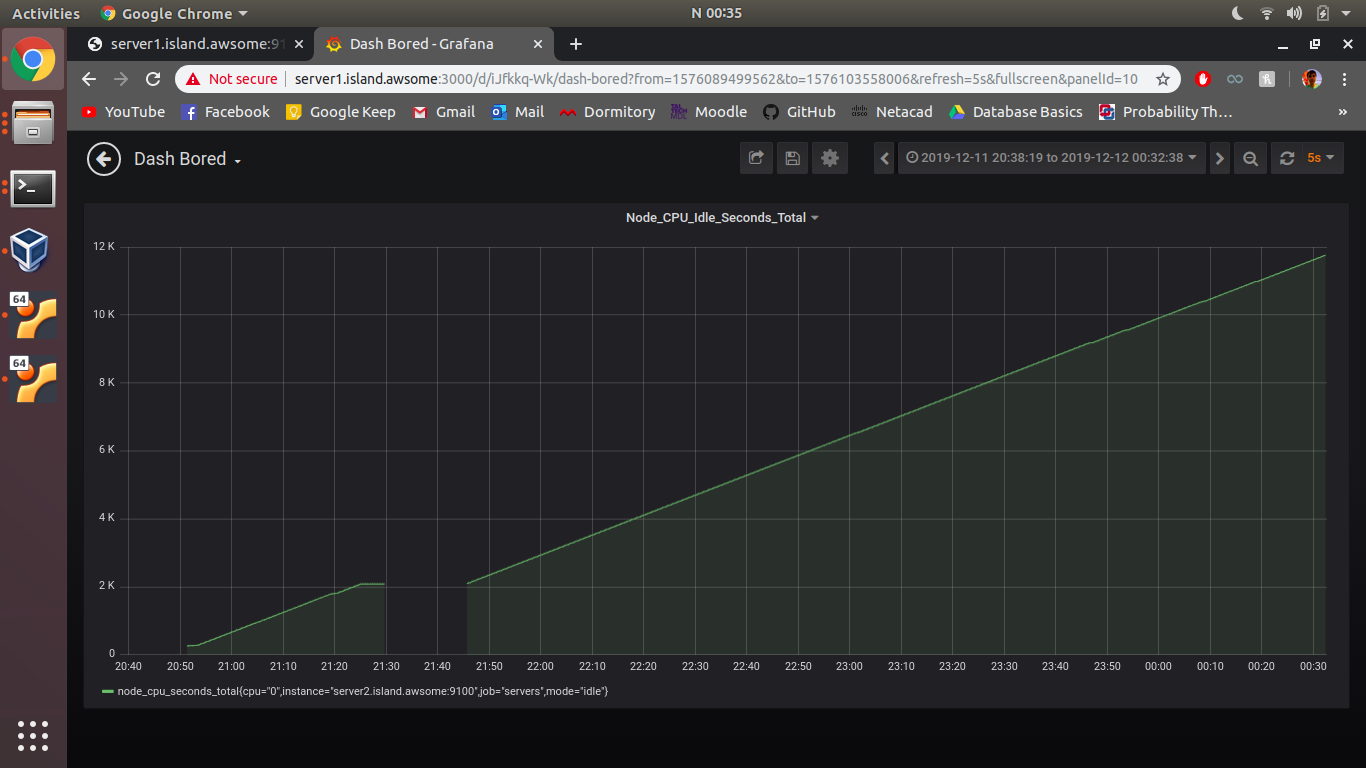 Activities Google Chrome N 00:35
server1.island.awsome:91 Dash Bored - Grafana
Not secure server1.island.awsome:3000/d/iJfkkq-Wk/dash-bored?from=1576089499562&to=1576103558006&refresh=5s&fullscreen&panelId=10
YouTube Facebook Google Keep Gmail Mail Dormitory Moodle GitHub Netacad Database Basics Probability Th… »
Dash Bored 2019-12-11 20:38:19 to 2019-12-12 00:32:38 5s
Node_CPU_Idle_Seconds_Total
12 K
10 K
8 K
6 K
4 K
2 K
0
20:40 20:50 21:00 21:10 21:20 21:30 21:40 21:50 22:00 22:10 22:20 22:30 22:40 22:50 23:00 23:10 23:20 23:30 23:40 23:50 00:00 00:10 00:20 00:30
node_cpu_seconds_total{cpu="0",instance="server2.island.awsome:9100",job="servers",mode="idle"}
64
64